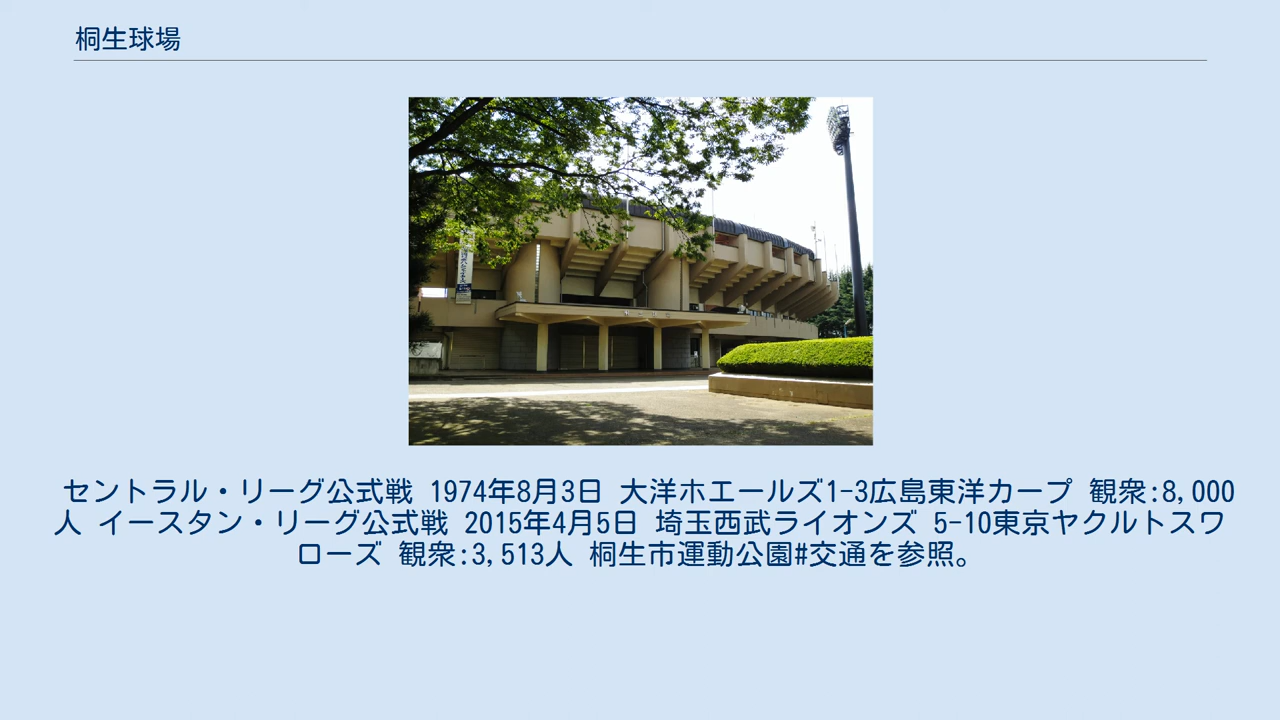 桐生球場
セントラル・リーグ公式戦 1974年8月3日 大洋ホエールズ1-3広島東洋カープ 観衆:8,000
人 イースタン・リーグ公式戦 2015年4月5日 埼玉西武ライオンズ 5-10東京ヤクルトスワ
ローズ 観衆:3,513人 桐生市運動公園#交通を参照。